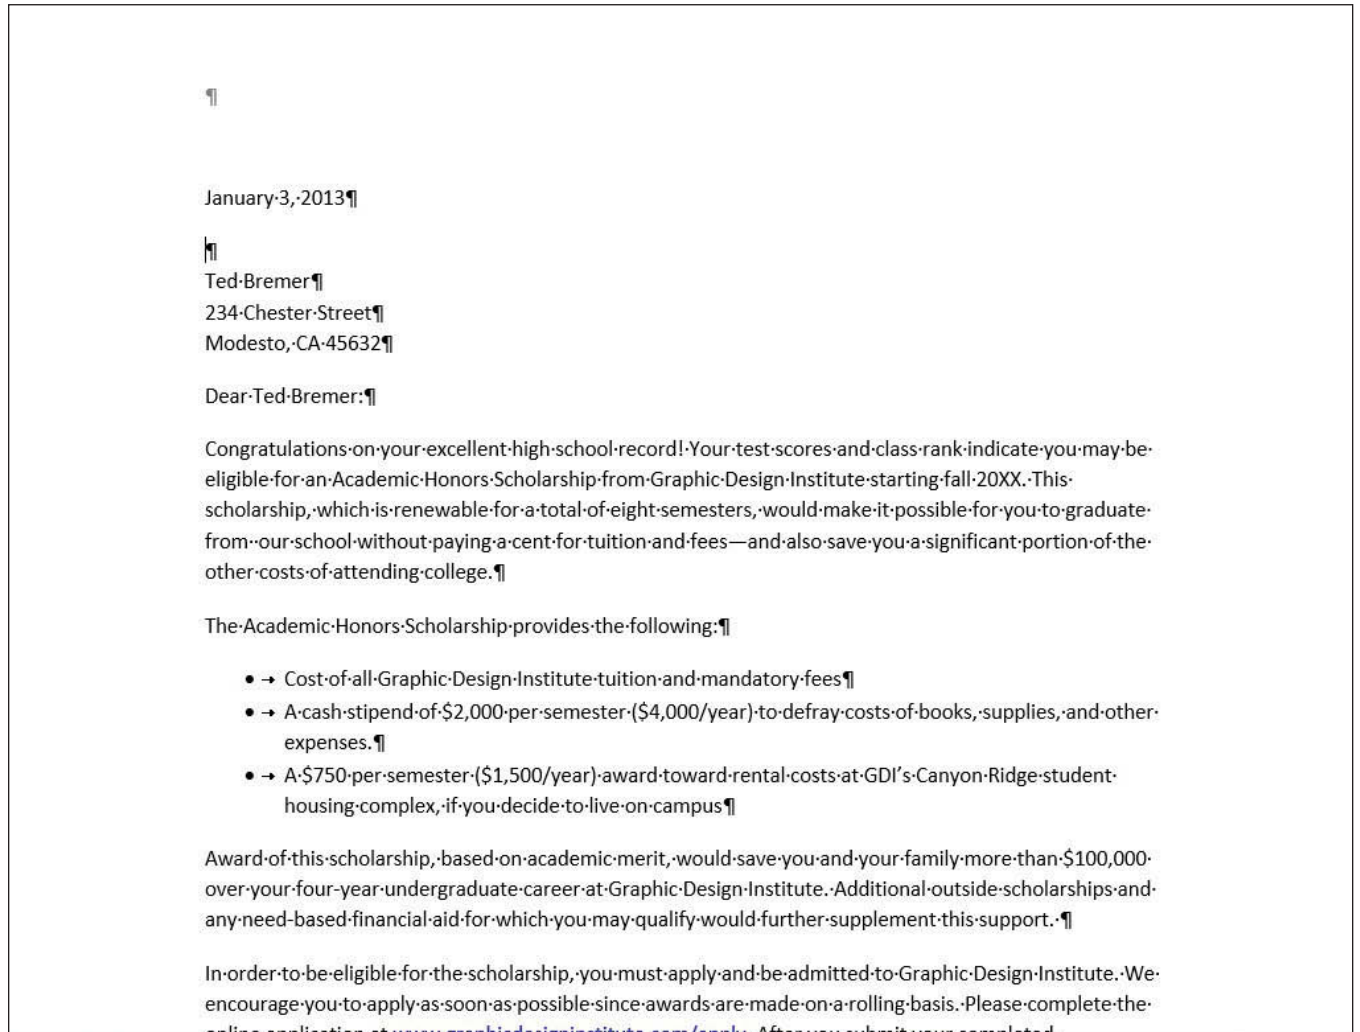 ¶
January·3,·2013¶
¶
Ted·Bremer¶
234·Chester·Street¶
Modesto,·CA·45632¶
Dear·Ted·Bremer:¶
Congratulations·on·your·excellent·high·school·record!·Your·test·scores·and·class·rank·indicate·you·may·be·
eligible·for·an·Academic·Honors·Scholarship·from·Graphic·Design·Institute·starting·fall·20XX.·This·
scholarship,·which·is·renewable·for·a·total·of·eight·semesters,·would·make·it·possible·for·you·to·graduate·
from··our·school·without·paying·a·cent·for·tuition·and·fees—and·also·save·you·a·significant·portion·of·the·
other·costs·of·attending·college.¶
The·Academic·Honors·Scholarship·provides·the·following:¶
•→Cost·of·all·Graphic·Design·Institute·tuition·and·mandatory·fees¶
•→A·cash·stipend·of·$2,000·per·semester·($4,000/year)·to·defray·costs·of·books,·supplies,·and·other·
expenses.¶
•→A·$750·per·semester·($1,500/year)·award·toward·rental·costs·at·GDI’s·Canyon·Ridge·student·
housing·complex,·if·you·decide·to·live·on·campus¶
Award·of·this·scholarship,·based·on·academic·merit,·would·save·you·and·your·family·more·than·$100,000·
over·your·four-year·undergraduate·career·at·Graphic·Design·Institute.·Additional·outside·scholarships·and·
any·need-based·financial·aid·for·which·you·may·qualify·would·further·supplement·this·support.·¶
In·order·to·be·eligible·for·the·scholarship,·you·must·apply·and·be·admitted·to·Graphic·Design·Institute.·We·
encourage·you·to·apply·as·soon·as·possible·since·awards·are·made·on·a·rolling·basis.·Please·complete·the·
online·application·at·www.graphicdesigninstitute.com/apply.·After·you·submit·your·completed·